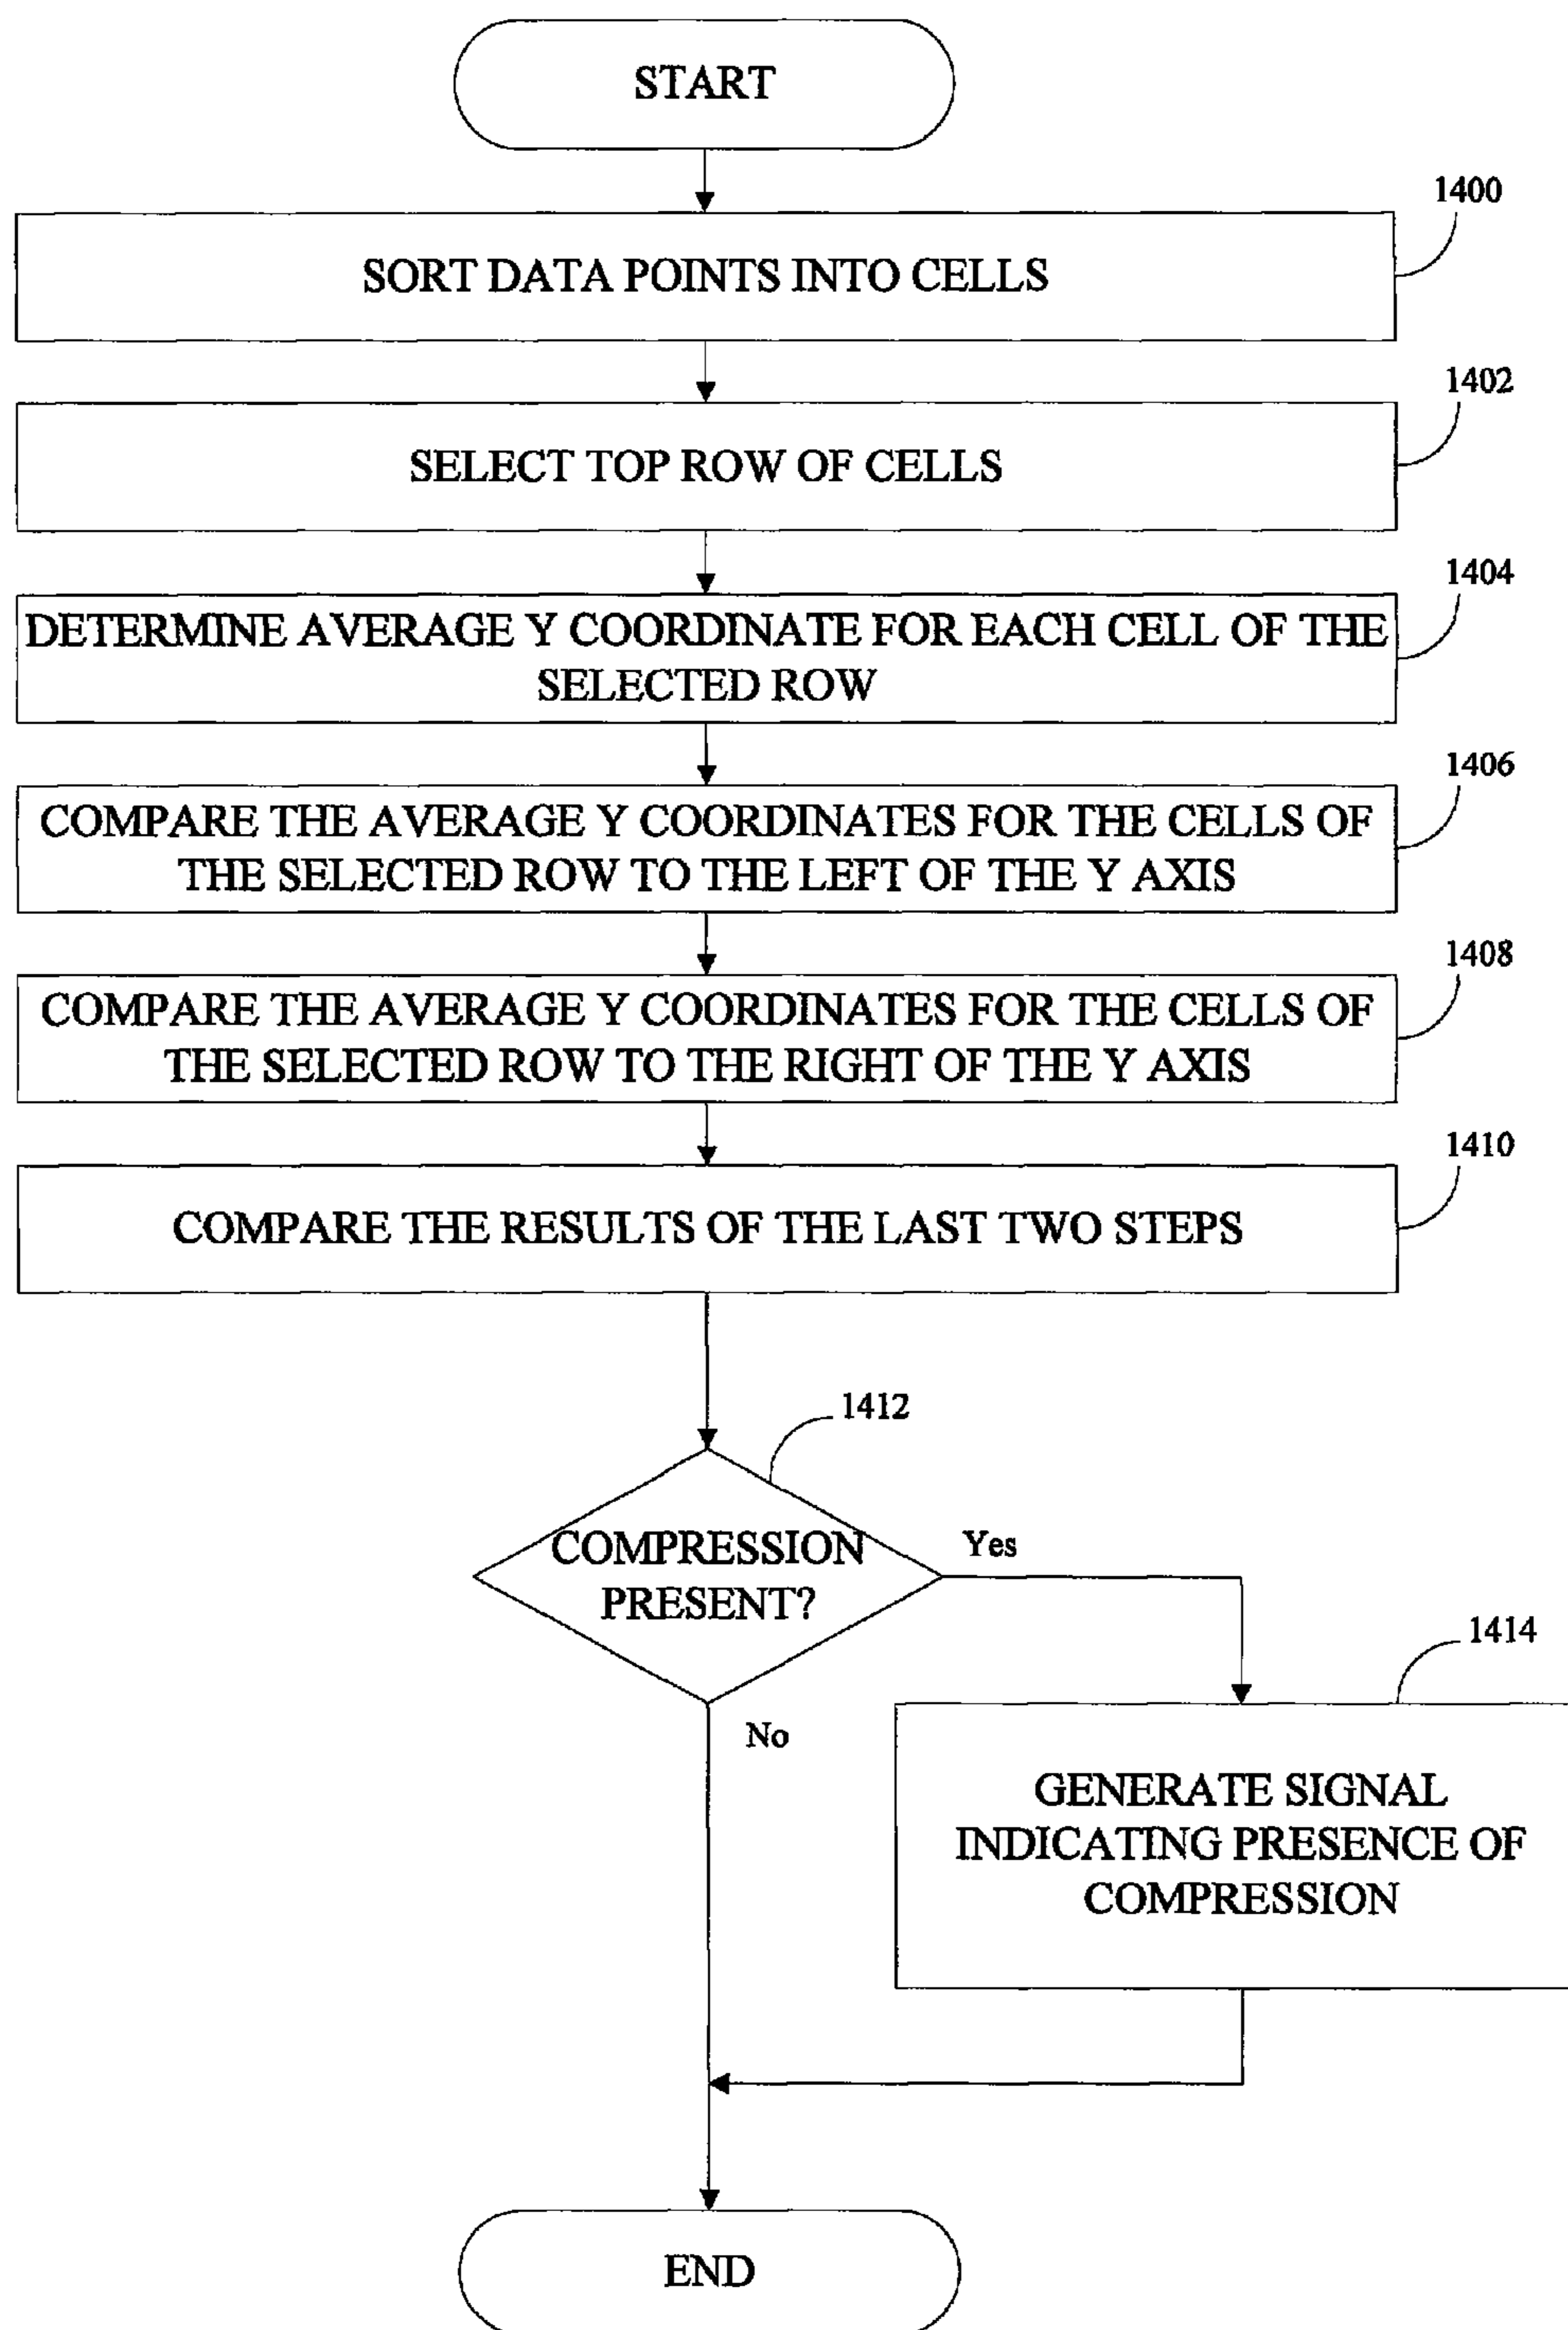 START
1400
SORT DATA POINTS INTO CELLS
1402
SELECT TOP ROW OF CELLS
1404
DETERMINE AVERAGE Y COORDINATE FOR EACH CELL OF THE
SELECTED ROW
1406
COMPARE THE AVERAGE Y COORDINATES FOR THE CELLS OF
THE SELECTED ROW TO THE LEFT OF THE Y AXIS
1408
COMPARE THE AVERAGE Y COORDINATES FOR THE CELLS OF
THE SELECTED ROW TO THE RIGHT OF THE Y AXIS
1410
COMPARE THE RESULTS OF THE LAST TWO STEPS
1412
COMPRESSION
PRESENT?
Yes
No
1414
GENERATE SIGNAL
INDICATING PRESENCE OF
COMPRESSION
END